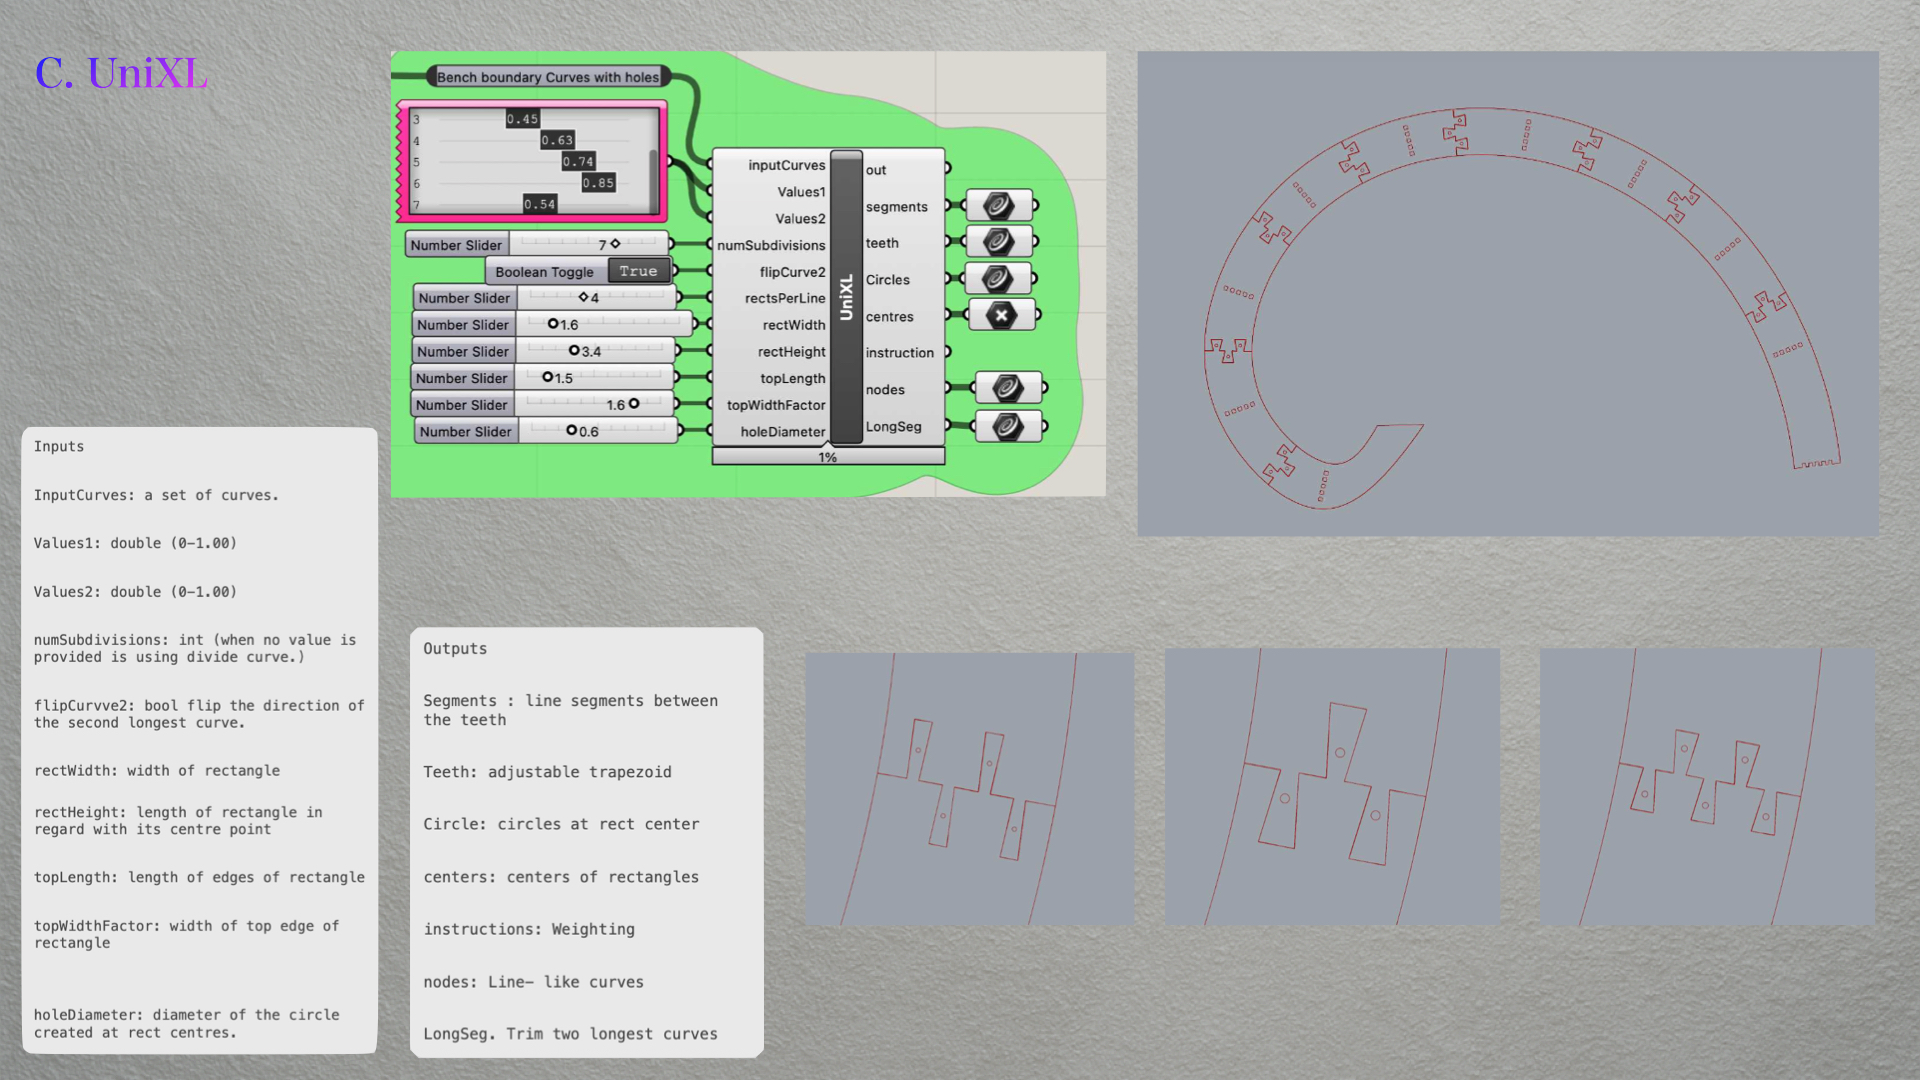 C. UniXL
Bench boundary Curves with holes
3
0.45
4
0.63
5
0.74
6
0.85
7
0.54
Number Slider
7
Boolean Toggle
True
Number Slider
4
Number Slider
1.6
Number Slider
3.4
Number Slider
1.5
Number Slider
1.6
Number Slider
0.6
inputCurves
Values1
Values2
numSubdivisions
flipCurve2
rectsPerLine
rectWidth
rectHeight
topLength
topWidthFactor
holeDiameter
UniXL
out
segments
teeth
Circles
centres
instruction
nodes
LongSeg
1%
Inputs
InputCurves: a set of curves.
Values1: double (0-1.00)
Values2: double (0-1.00)
numSubdivisions: int (when no value is
provided is using divide curve.)
flipCurvve2: bool flip the direction of
the second longest curve.
rectWidth: width of rectangle
rectHeight: length of rectangle in
regard with its centre point
topLength: length of edges of rectangle
topWidthFactor: width of top edge of
rectangle
holeDiameter: diameter of the circle
created at rect centres.
Outputs
Segments : line segments between
the teeth
Teeth: adjustable trapezoid
Circle: circles at rect center
centers: centers of rectangles
instructions: Weighting
nodes: Line- like curves
LongSeg. Trim two longest curves